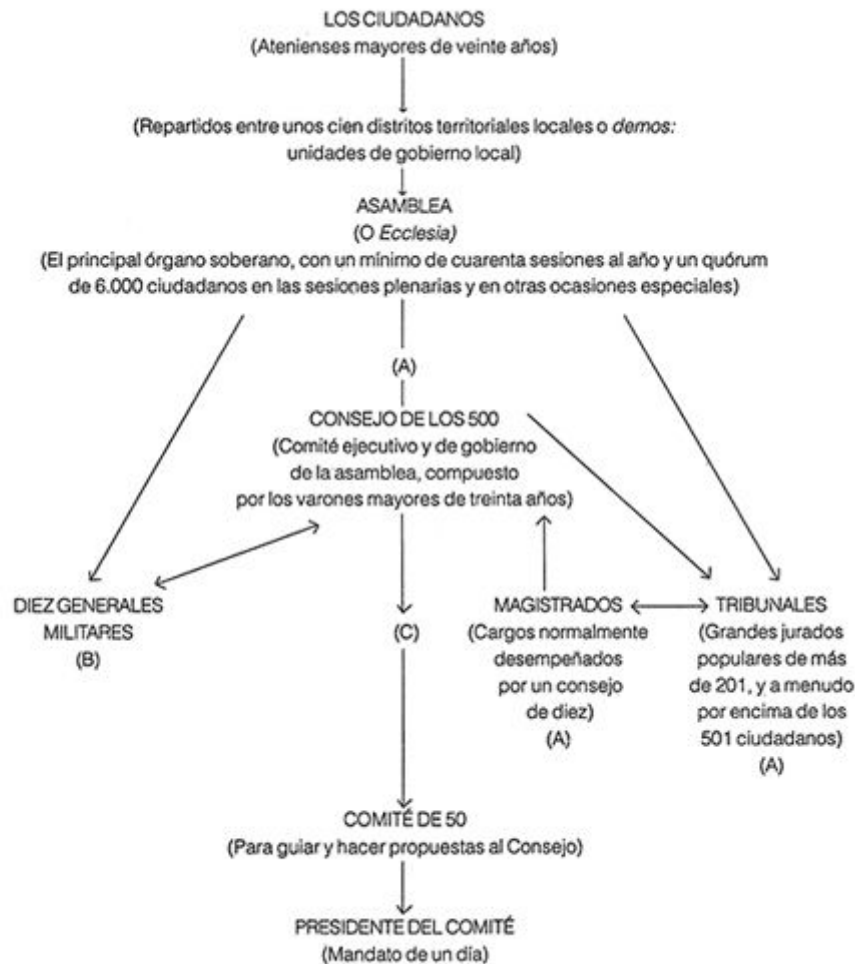 LOS CIUDADANOS
(Atenienses mayores de veinte años)
(Repartidos entre unos cien distritos territoriales locales o demos:
unidades de gobierno local)
ASAMBLEA
(O Ecclesia)
(El principal órgano soberano, con un mínimo de cuarenta sesiones al año y un quórum
de 6.000 ciudadanos en las sesiones plenarias y en otras ocasiones especiales)
(A)
CONSEJO DE LOS 500
(Comité ejecutivo y de gobierno
de la asamblea, compuesto
por los varones mayores de treinta años)
DIEZ GENERALES
MILITARES
(B)
(C)
MAGISTRADOS
(Cargos normalmente
desempeñados
por un consejo
de diez)
(A)
TRIBUNALES
(Grandes jurados
populares de más
de 201, y a menudo
por encima de los
501 ciudadanos)
(A)
COMITÉ DE 50
(Para guiar y hacer propuestas al Consejo)
PRESIDENTE DEL COMITÉ
(Mandato de un día)